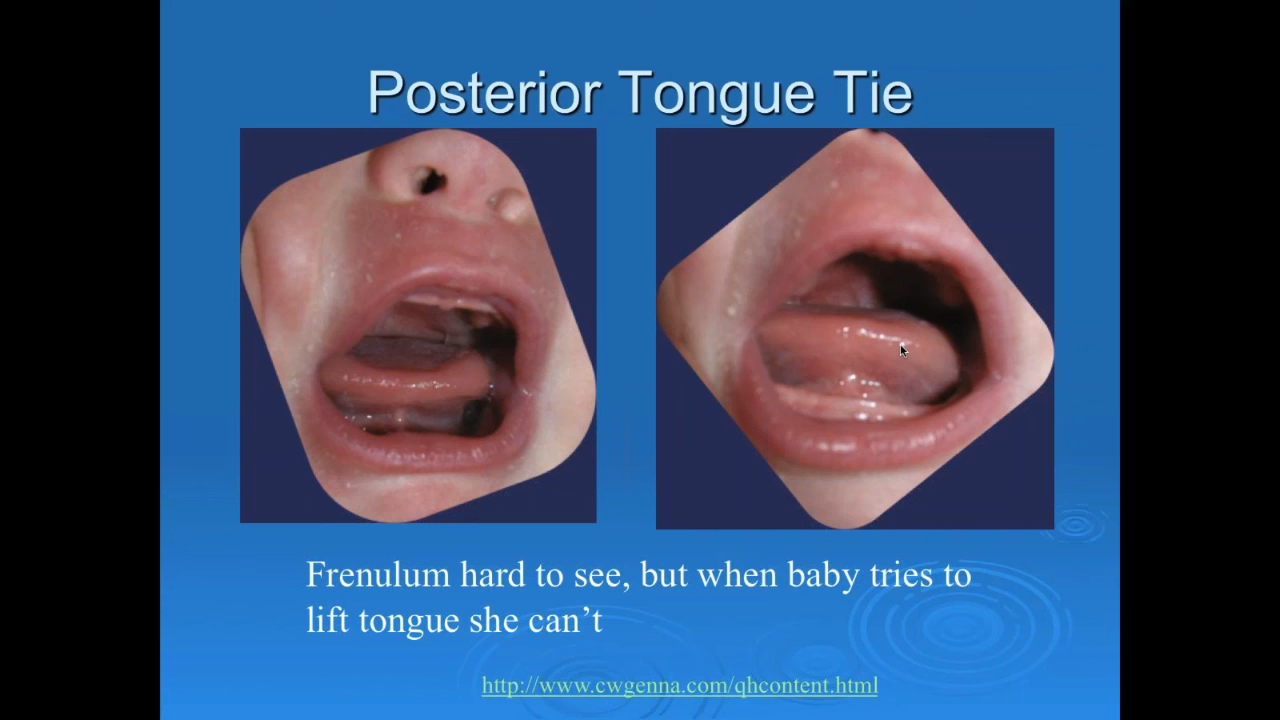 Posterior Tongue Tie
Frenulum hard to see, but when baby tries to
lift tongue she can’t
http://www.cwgenna.com/qhcontent.html